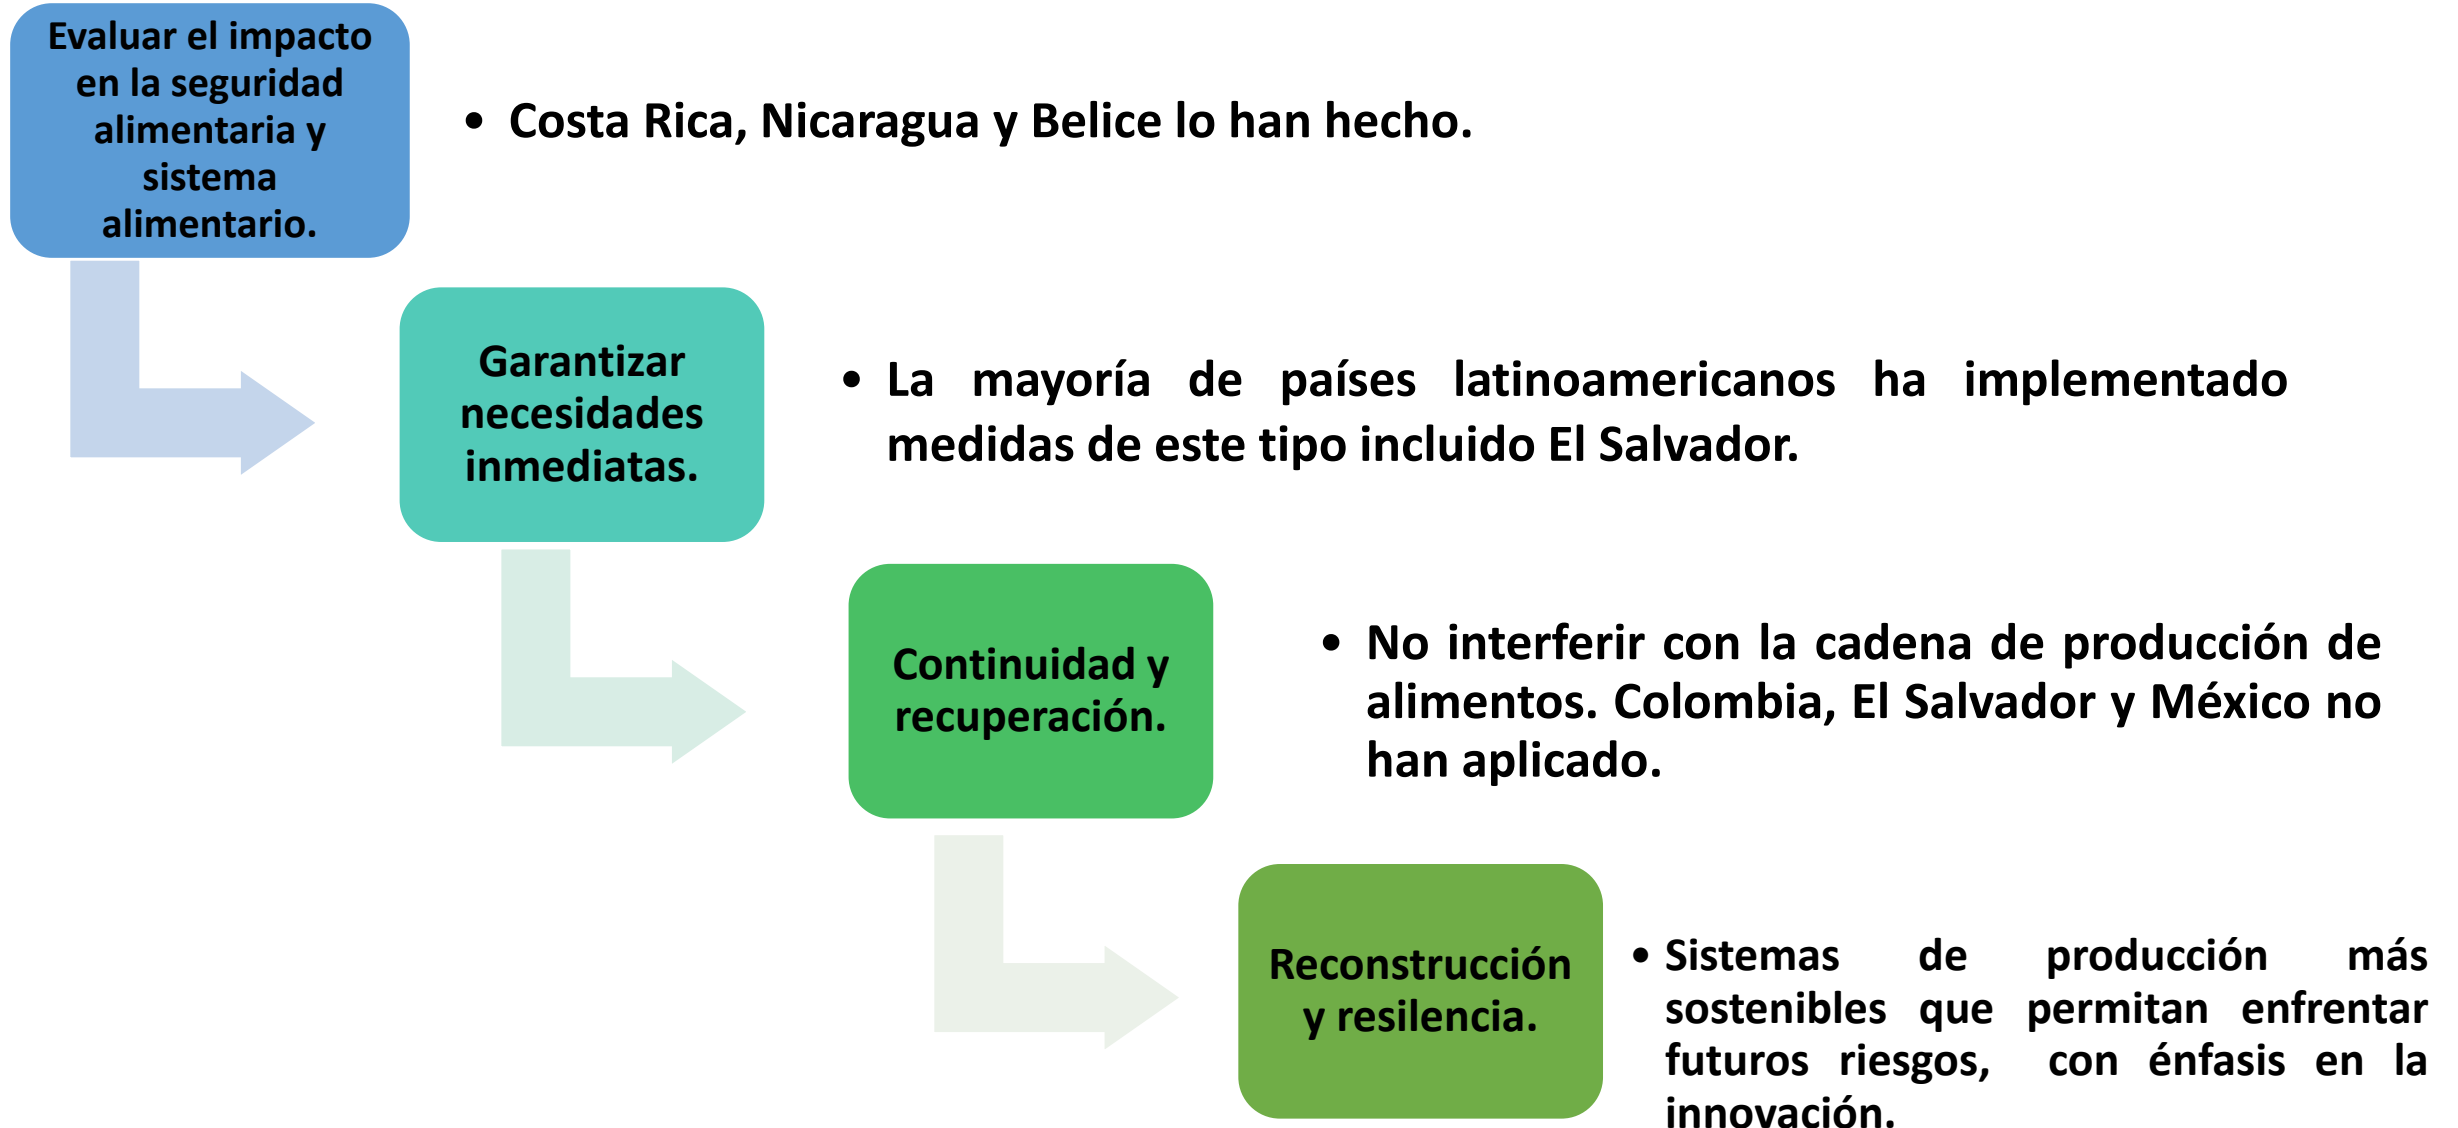 Evaluar el impacto
en la seguridad
alimentaria y
sistema
alimentario.
• Costa Rica, Nicaragua y Belice lo han hecho.
Garantizar
necesidades
inmediatas.
• La mayoría de países latinoamericanos ha implementado
medidas de este tipo incluido El Salvador.
Continuidad y
recuperación.
• No interferir con la cadena de producción de
alimentos. Colombia, El Salvador y México no
han aplicado.
Reconstrucción
y resilencia.
• Sistemas de producción más
sostenibles que permitan enfrentar
futuros riesgos, con énfasis en la
innovación.